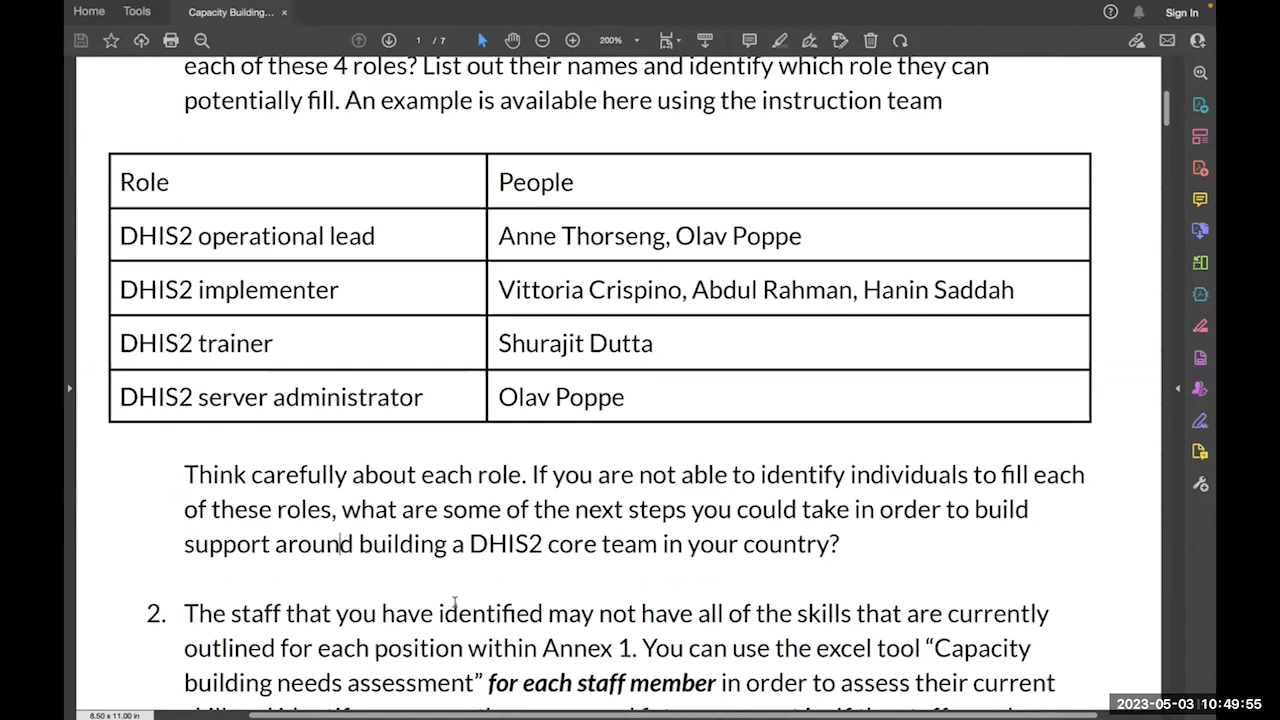 Home Tools Capacity Building... × Sign In
1 / 7 200%
each of these 4 roles? List out their names and identify which role they can
potentially fill. An example is available here using the instruction team
Role People
DHIS2 operational lead Anne Thorseng, Olav Poppe
DHIS2 implementer Vittoria Crispino, Abdul Rahman, Hanin Saddah
DHIS2 trainer Shurajit Dutta
DHIS2 server administrator Olav Poppe
Think carefully about each role. If you are not able to identify individuals to fill each
of these roles, what are some of the next steps you could take in order to build
support around building a DHIS2 core team in your country?
2. The staff that you have identified may not have all of the skills that are currently
outlined for each position within Annex 1. You can use the excel tool “Capacity
building needs assessment” for each staff member in order to assess their current
8.50 x 11.00 in
2023-05-03 10:49:55